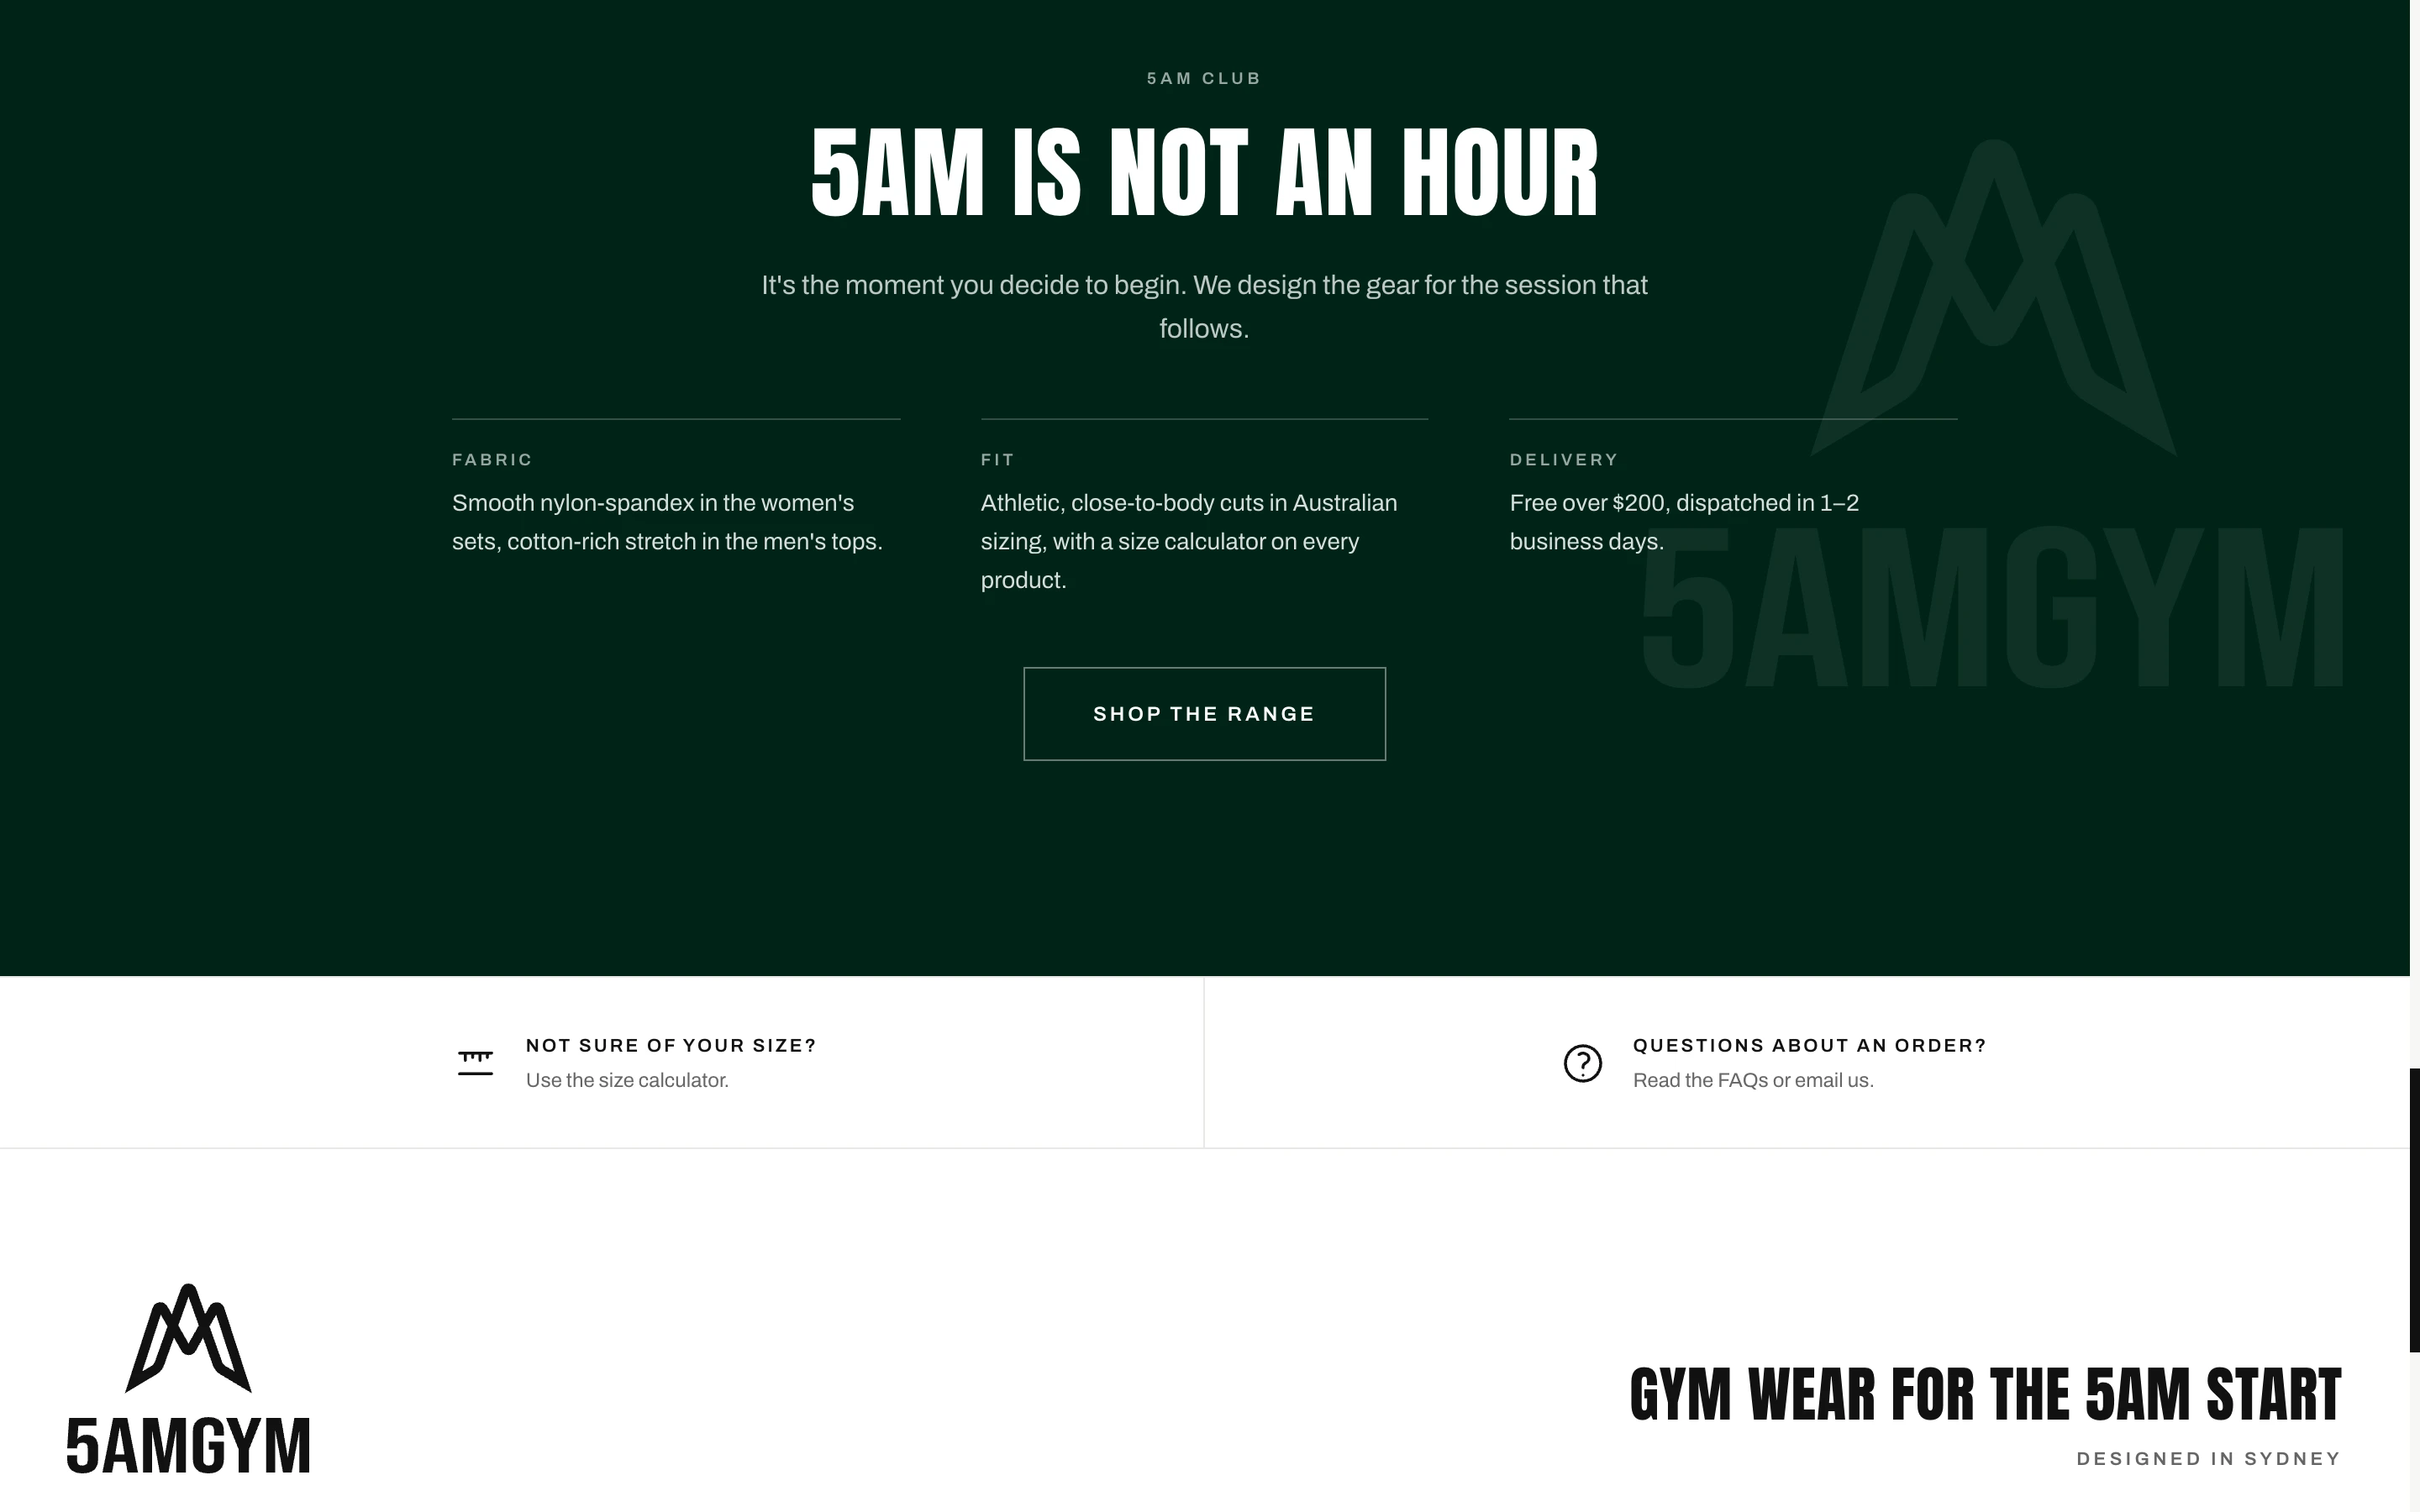 5AM CLUB
5AM IS NOT AN HOUR
It's the moment you decide to begin. We design the gear for the session that
follows.
FABRIC
Smooth nylon-spandex in the women's
sets, cotton-rich stretch in the men's tops.
FIT
Athletic, close-to-body cuts in Australian
sizing, with a size calculator on every
product.
DELIVERY
Free over $200, dispatched in 1–2
business days.
5AMGYM
SHOP THE RANGE
NOT SURE OF YOUR SIZE?
Use the size calculator.
QUESTIONS ABOUT AN ORDER?
Read the FAQs or email us.
5AMGYM
GYM WEAR FOR THE 5AM START
DESIGNED IN SYDNEY